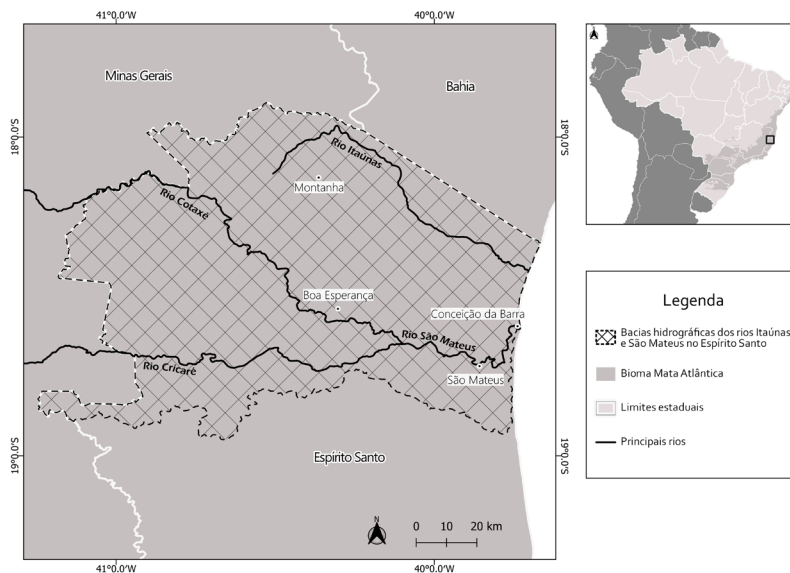 41°0.0'W
40°0.0'W
Minas Gerais
Bahia
18°0.0'S
18°0.0'S
Rio Itaúnas
Montanha
Rio Cotaxé
Boa Esperança
Conceição da Barra
Rio São Mateus
Rio Cricaré
São Mateus
19°0.0'S
19°0.0'S
Espírito Santo
N
0 10 20 km
41°0.0'W
40°0.0'W
Legenda
Bacias hidrográficas dos rios Itaúnas
e São Mateus no Espírito Santo
Bioma Mata Atlântica
Limites estaduais
Principais rios